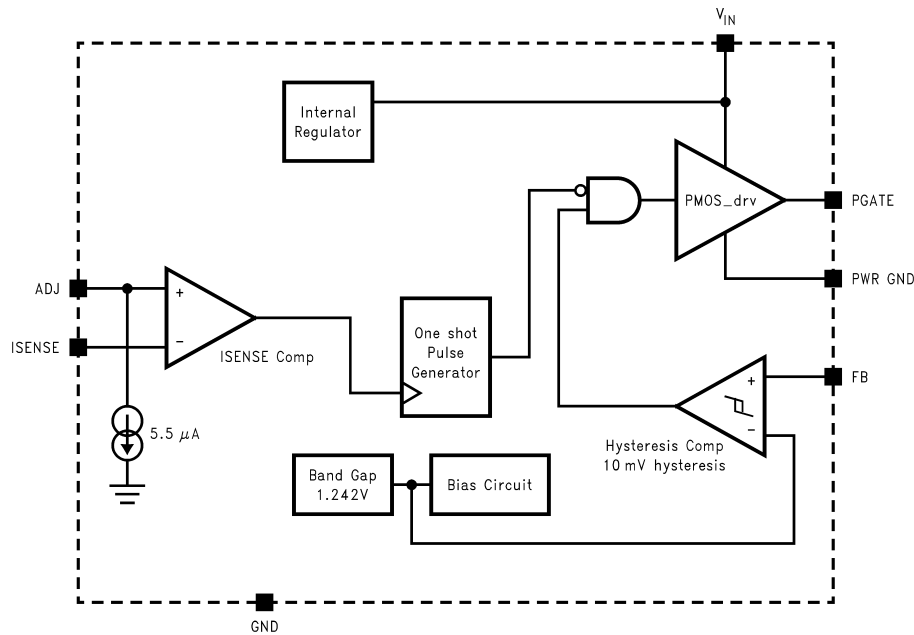 VIN
Internal
Regulator
PMOS_drv
PGATE
PWR GND
ADJ
+
ISENSE
−
ISENSE Comp
One shot
Pulse
Generator
FB
+
−
5.5 μA
Hysteresis Comp
10 mV hysteresis
Band Gap
1.242V
Bias Circuit
GND